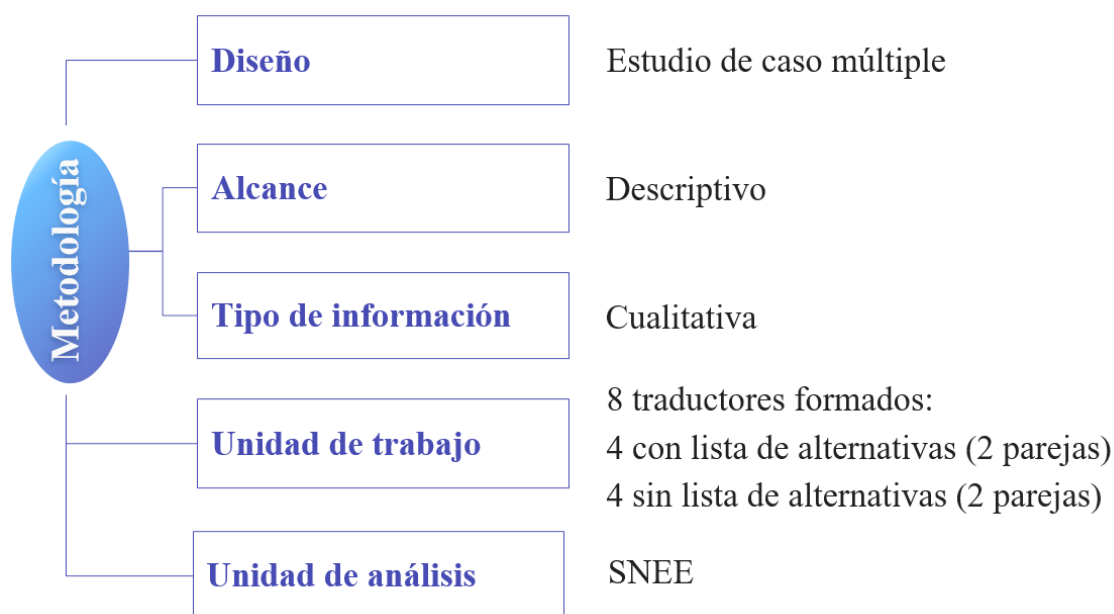 Metodología
Diseño
Estudio de caso múltiple
Alcance
Descriptivo
Tipo de información
Cualitativa
Unidad de trabajo
8 traductores formados:
4 con lista de alternativas (2 parejas)
4 sin lista de alternativas (2 parejas)
Unidad de análisis
SNEE